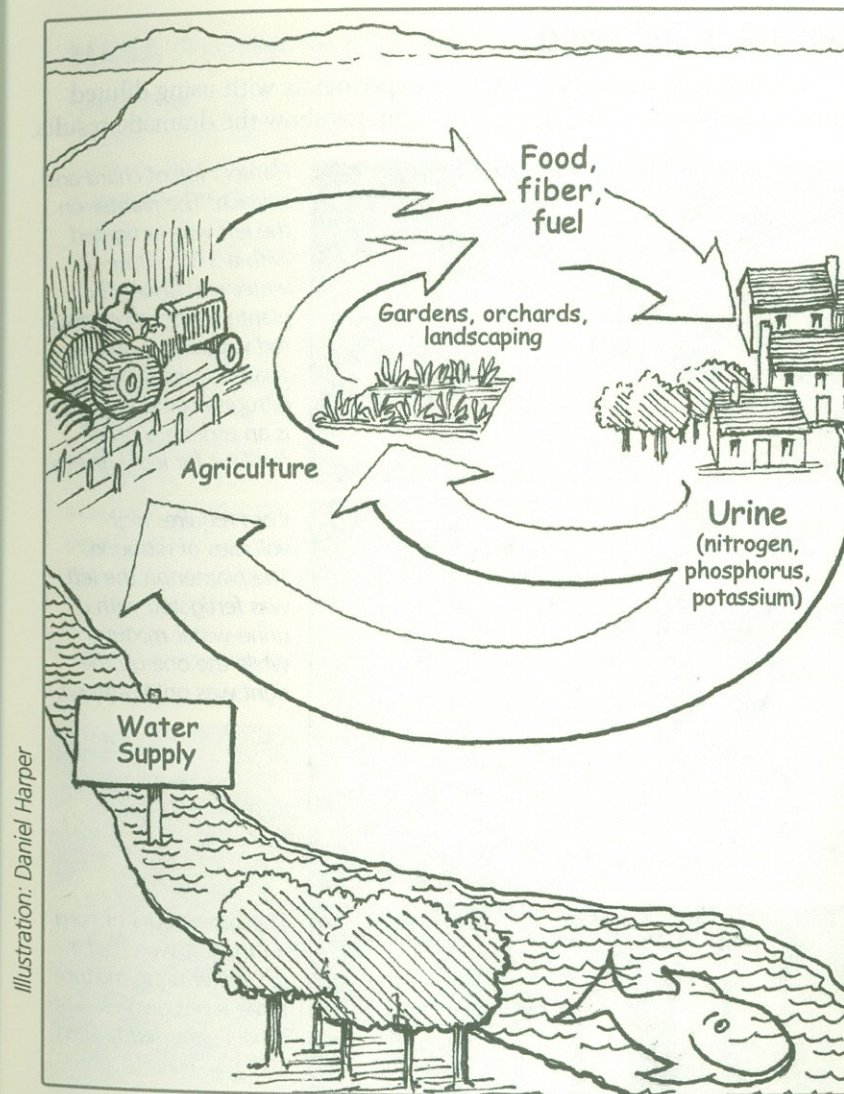 Food,
fiber,
fuel
Gardens, orchards,
landscaping
Agriculture
Urine
(nitrogen,
phosphorus,
potassium)
Water
Supply
Illustration: Daniel Harper